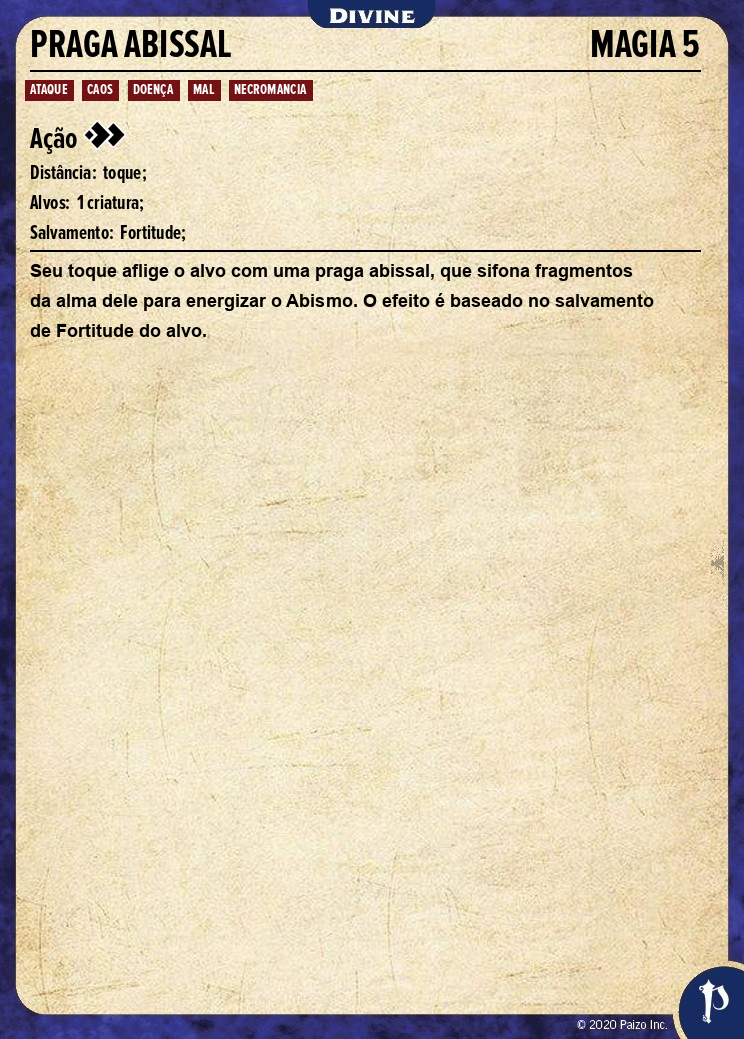 DIVINE
PRAGA ABISSAL MAGIA 5
ATAQUE CAOS DOENÇA MAL NECROMANCIA
Ação
Distância: toque;
Alvos: 1 criatura;
Salvamento: Fortitude;
Seu toque aflige o alvo com uma praga abissal, que sifona fragmentos
da alma dele para energizar o Abismo. O efeito é baseado no salvamento
de Fortitude do alvo.
© 2020 Paizo Inc.